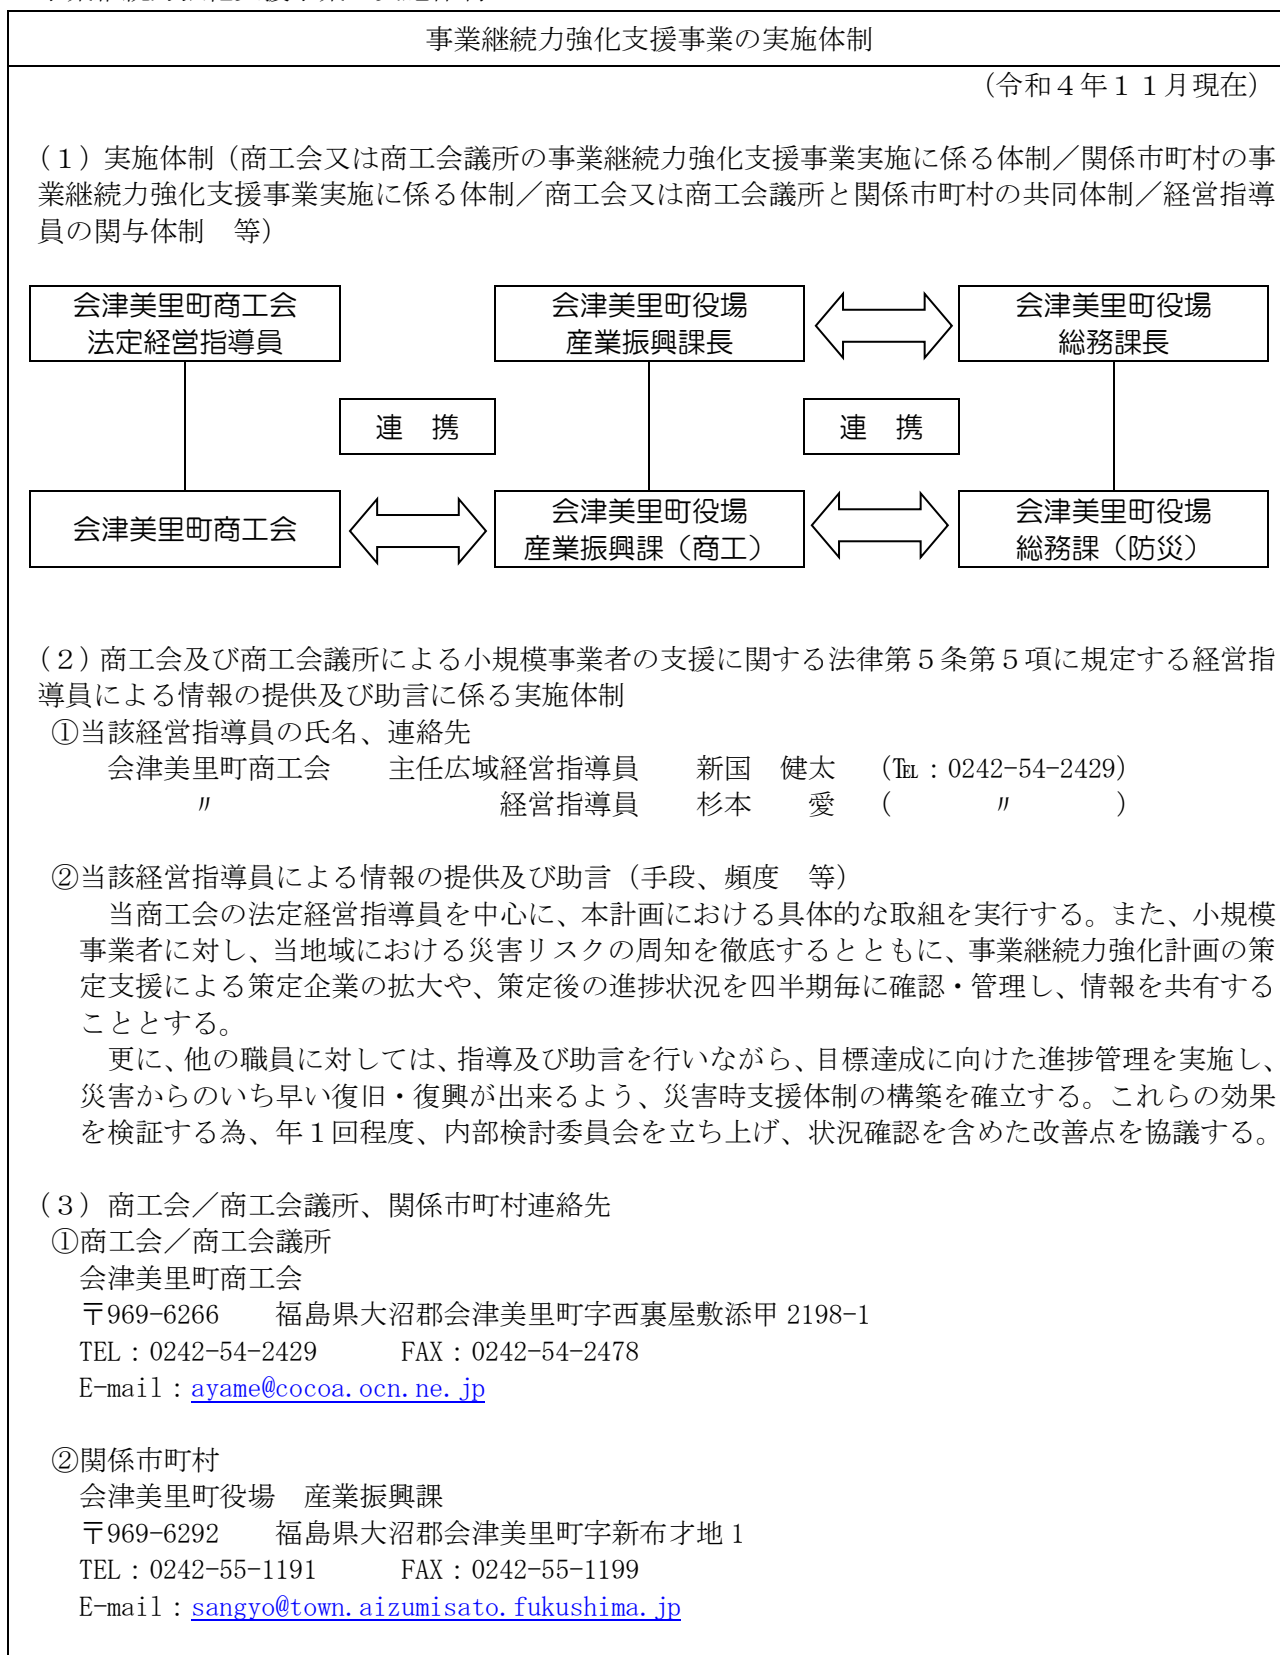 事業継続力強化支援事業の実施体制
（令和４年１１月現在）
（１）実施体制（商工会又は商工会議所の事業継続力強化支援事業実施に係る体制／関係市町村の事
業継続力強化支援事業実施に係る体制／商工会又は商工会議所と関係市町村の共同体制／経営指導
員の関与体制　等）
会津美里町商工会
法定経営指導員
会津美里町役場
産業振興課長
会津美里町役場
総務課長
連　携
連　携
会津美里町商工会
会津美里町役場
産業振興課（商工）
会津美里町役場
総務課（防災）
（２）商工会及び商工会議所による小規模事業者の支援に関する法律第５条第５項に規定する経営指
導員による情報の提供及び助言に係る実施体制
①当該経営指導員の氏名、連絡先
会津美里町商工会　　主任広域経営指導員　　新国　健太　（℡：0242-54-2429）
〃　　経営指導員　　杉本　　愛　（　　〃　　）
②当該経営指導員による情報の提供及び助言（手段、頻度　等）
当商工会の法定経営指導員を中心に、本計画における具体的な取組を実行する。また、小規模
事業者に対し、当地域における災害リスクの周知を徹底するとともに、事業継続力強化計画の策
定支援による策定企業の拡大や、策定後の進捗状況を四半期毎に確認・管理し、情報を共有する
こととする。
更に、他の職員に対しては、指導及び助言を行いながら、目標達成に向けた進捗管理を実施し、
災害からのいち早い復旧・復興が出来るよう、災害時支援体制の構築を確立する。これらの効果
を検証する為、年１回程度、内部検討委員会を立ち上げ、状況確認を含めた改善点を協議する。
（３）商工会／商工会議所、関係市町村連絡先
①商工会／商工会議所
会津美里町商工会
〒969-6266　　福島県大沼郡会津美里町字西裏屋敷添甲 2198-1
TEL：0242-54-2429　　　FAX：0242-54-2478
E-mail：ayame@cocoa.ocn.ne.jp
②関係市町村
会津美里町役場　産業振興課
〒969-6292　　福島県大沼郡会津美里町字新布才地 1
TEL：0242-55-1191　　　FAX：0242-55-1199
E-mail：sangyo@town.aizumisato.fukushima.jp